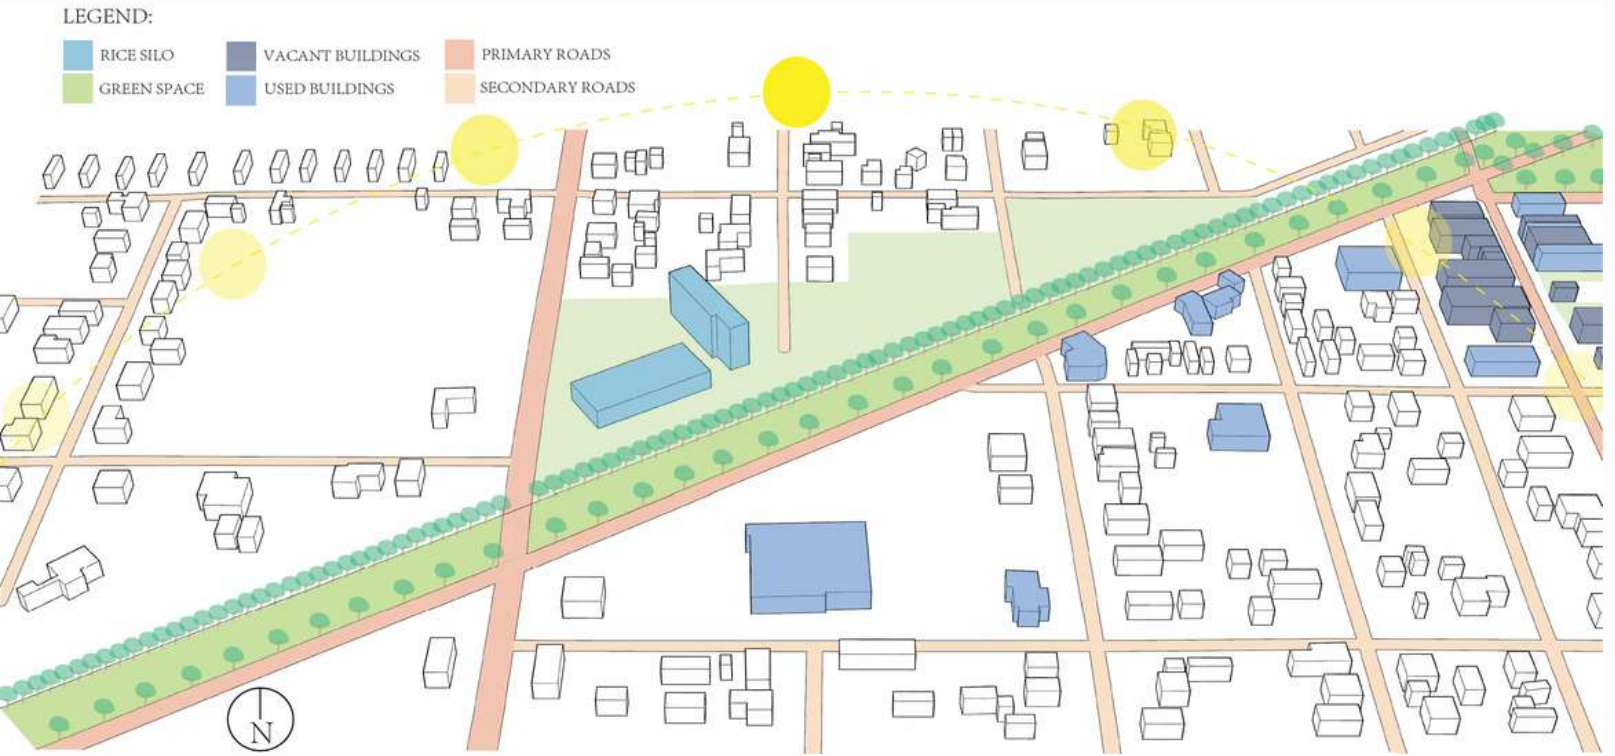 LEGEND:
RICE SILO
VACANT BUILDINGS
PRIMARY ROADS
GREEN SPACE
USED BUILDINGS
SECONDARY ROADS
N